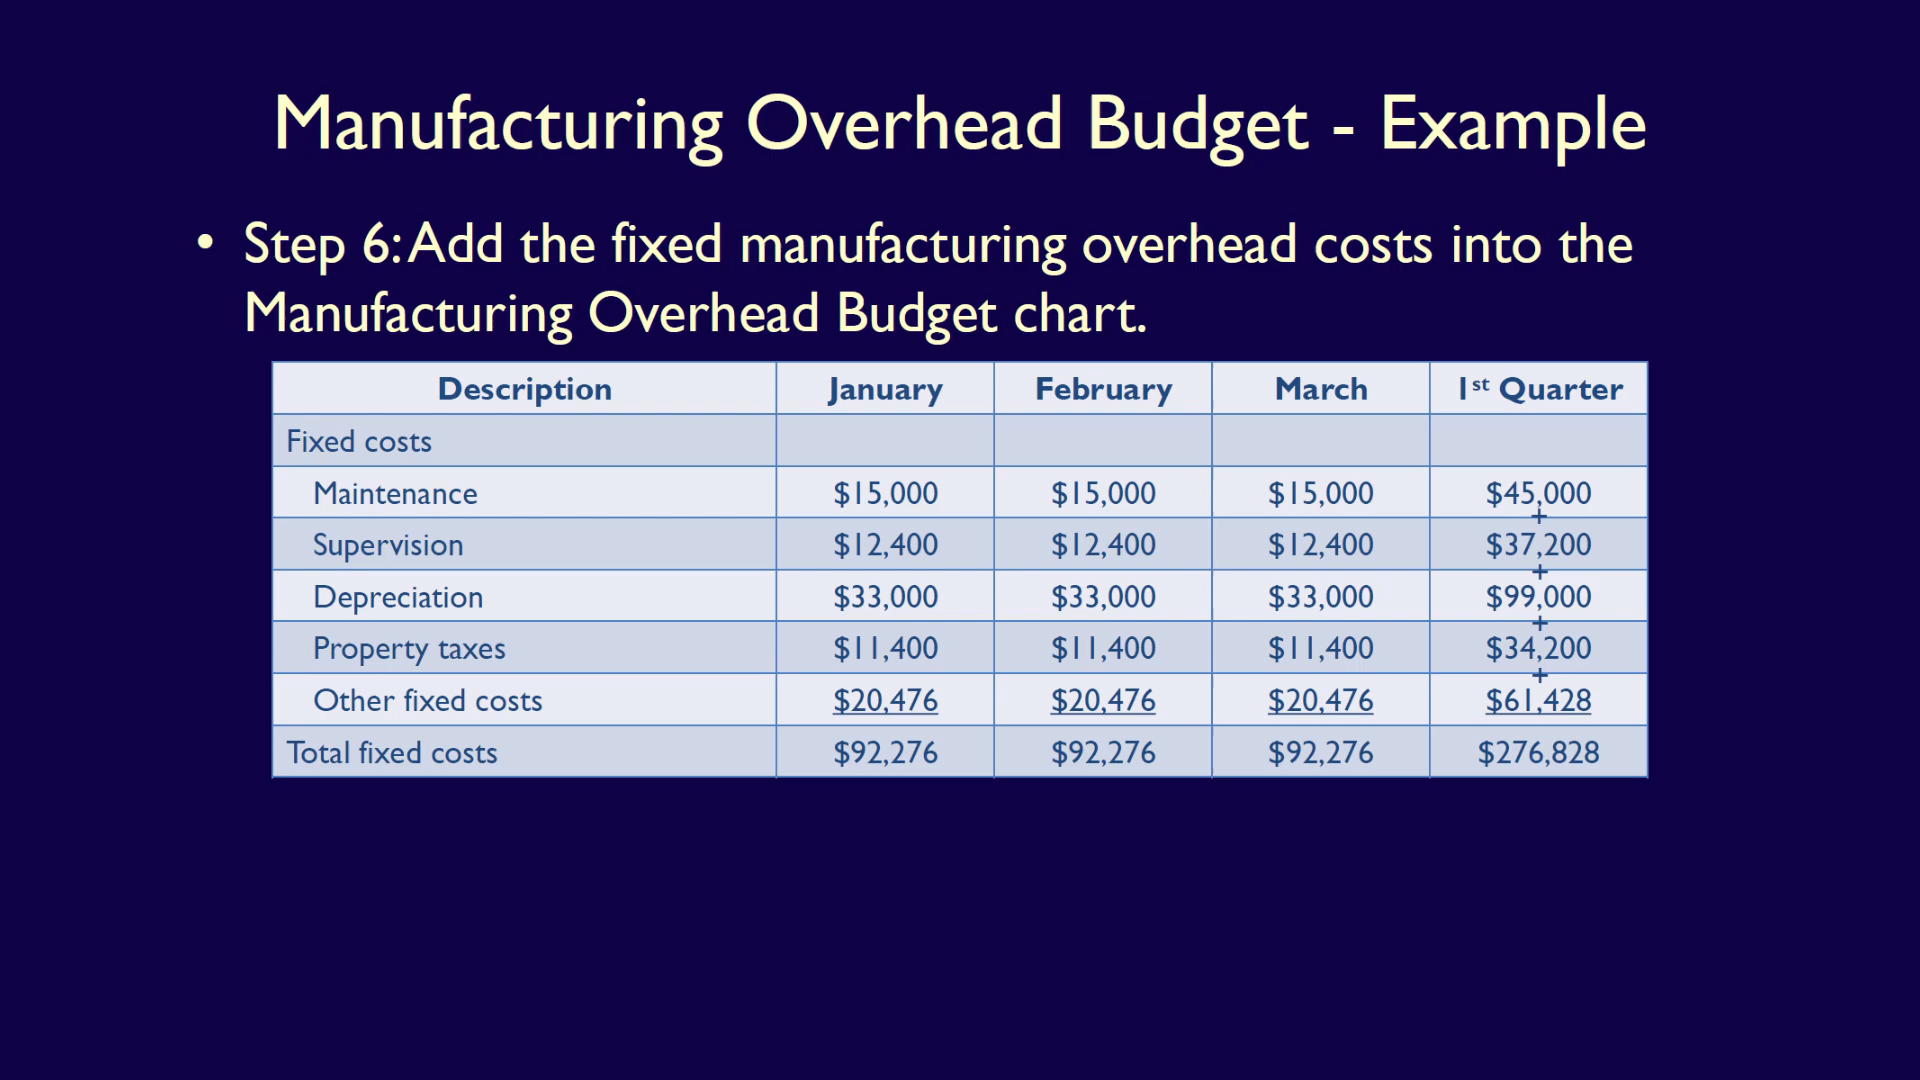 Manufacturing Overhead Budget - Example
• Step 6: Add the fixed manufacturing overhead costs into the
Manufacturing Overhead Budget chart.
Description January February March 1st Quarter
Fixed costs
Maintenance $15,000 $15,000 $15,000 $45,000
+
Supervision $12,400 $12,400 $12,400 $37,200
+
Depreciation $33,000 $33,000 $33,000 $99,000
+
Property taxes $11,400 $11,400 $11,400 $34,200
+
Other fixed costs $20,476 $20,476 $20,476 $61,428
Total fixed costs $92,276 $92,276 $92,276 $276,828